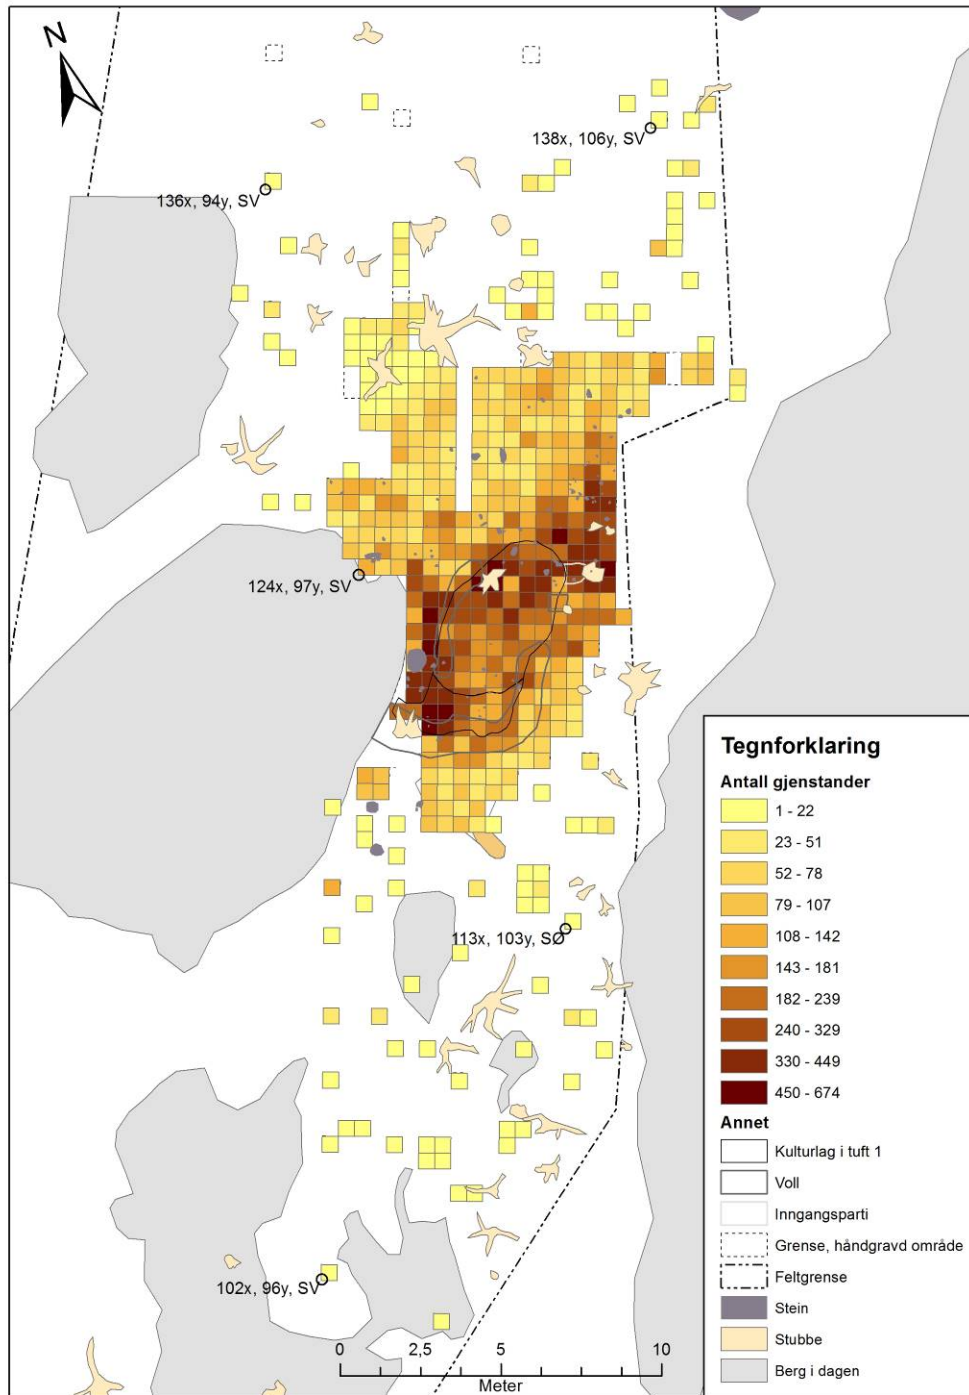 N
138x, 106y, SV
136x, 94y, SV
124x, 97y, SV
113x, 103y, SØ
102x, 96y, SV
Tegnforklaring
Antall gjenstander
1 - 22
23 - 51
52 - 78
79 - 107
108 - 142
143 - 181
182 - 239
240 - 329
330 - 449
450 - 674
Annet
Kulturlag i tuft 1
Voll
Inngangsparti
Grense, håndgravd område
Feltgrense
Stein
Stubbe
Berg i dagen
0 2,5 5 10
Meter